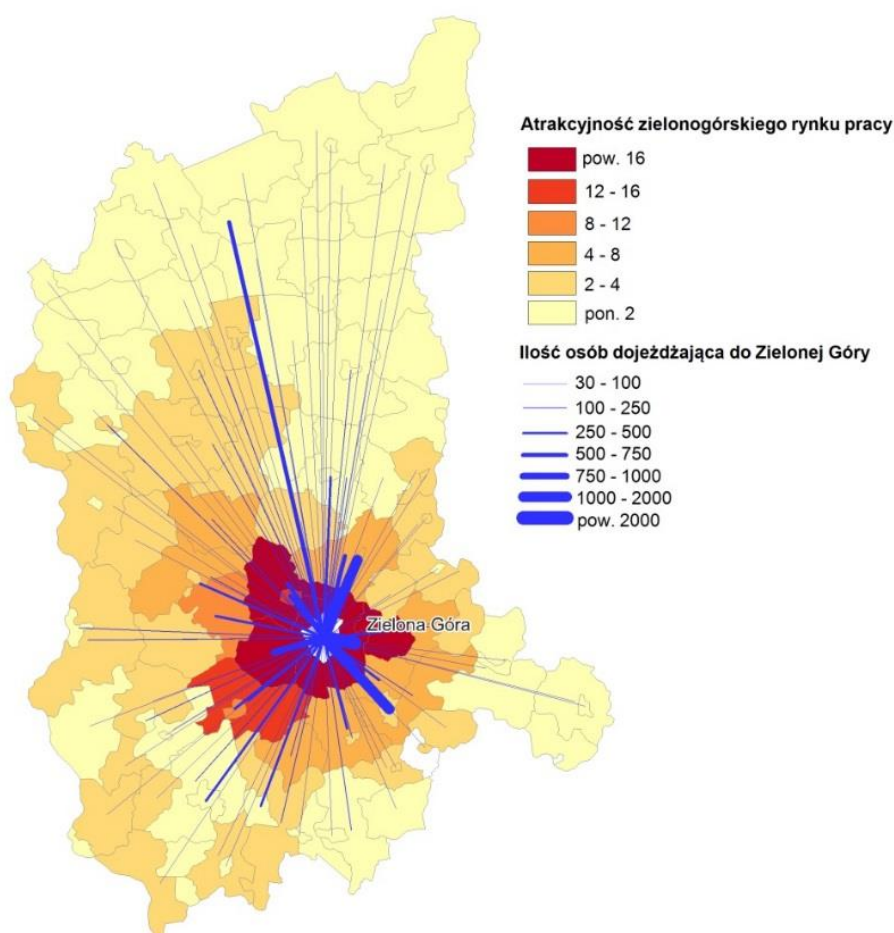 Atrakcyjność zielonogórskiego rynku pracy
pow. 16
12 - 16
8 - 12
4 - 8
2 - 4
pon. 2
Ilość osób dojeżdżająca do Zielonej Góry
30 - 100
100 - 250
250 - 500
500 - 750
750 - 1000
1000 - 2000
pow. 2000
Zielona Góra